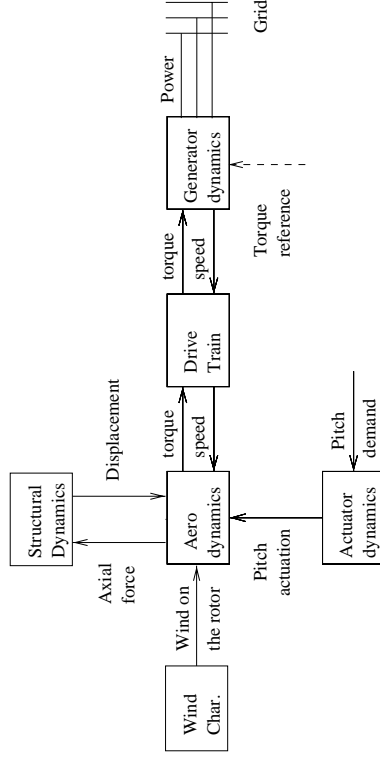 Structural
Dynamics
Axial
force
Displacement
Wind
Char.
Wind on
the rotor
Aero
dynamics
torque
speed
Drive
Train
torque
speed
Generator
dynamics
Power
Grid
Torque
reference
Pitch
actuation
Actuator
dynamics
Pitch
demand